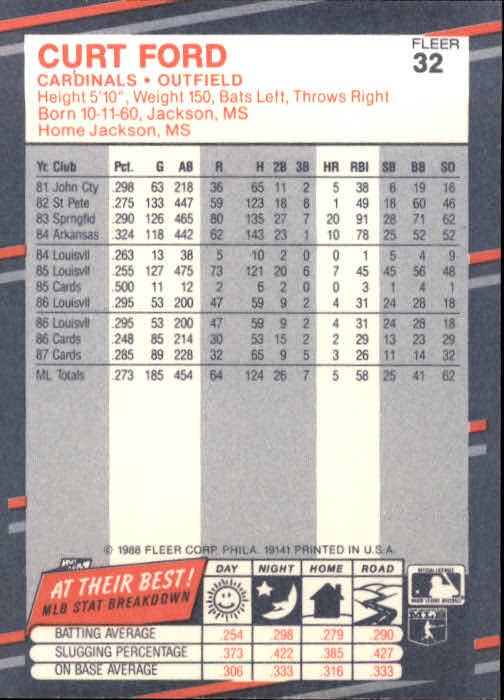 CURT FORD
FLEER
32
CARDINALS • OUTFIELD
Height 5'10", Weight 150, Bats Left, Throws Right
Born 10-11-60, Jackson, MS
Home Jackson, MS
Yr. Club Pct. G AB R H 2B 3B HR RBI SB BB SO
81 John Cty .298 63 218 36 65 11 2 5 38 6 19 16
82 St Pete .275 133 447 59 123 18 8 1 49 18 60 46
83 Sprngfld .290 126 465 80 135 27 7 20 91 28 71 62
84 Arkansas .324 118 442 62 143 23 1 10 78 25 52 52
84 Louisvll .263 13 38 5 10 2 0 0 1 5 4 9
85 Louisvll .255 127 475 73 121 20 6 7 45 45 56 48
85 Cards .500 11 12 2 6 2 0 0 3 1 4 1
86 Louisvll .295 53 200 47 59 9 2 4 31 24 28 18
86 Louisvll .295 53 200 47 59 9 2 4 31 24 28 18
86 Cards .248 85 214 30 53 15 2 2 29 13 23 29
87 Cards .285 89 228 32 65 9 5 3 26 11 14 32
ML Totals .273 185 454 64 124 26 7 5 58 25 41 62
© 1988 FLEER CORP. PHILA. 19141 PRINTED IN U.S.A.
AT THEIR BEST!
MLB STAT BREAKDOWN
DAY NIGHT HOME ROAD
BATTING AVERAGE .254 .298 .279 .290
SLUGGING PERCENTAGE .373 .422 .385 .427
ON BASE AVERAGE .306 .333 .316 .333